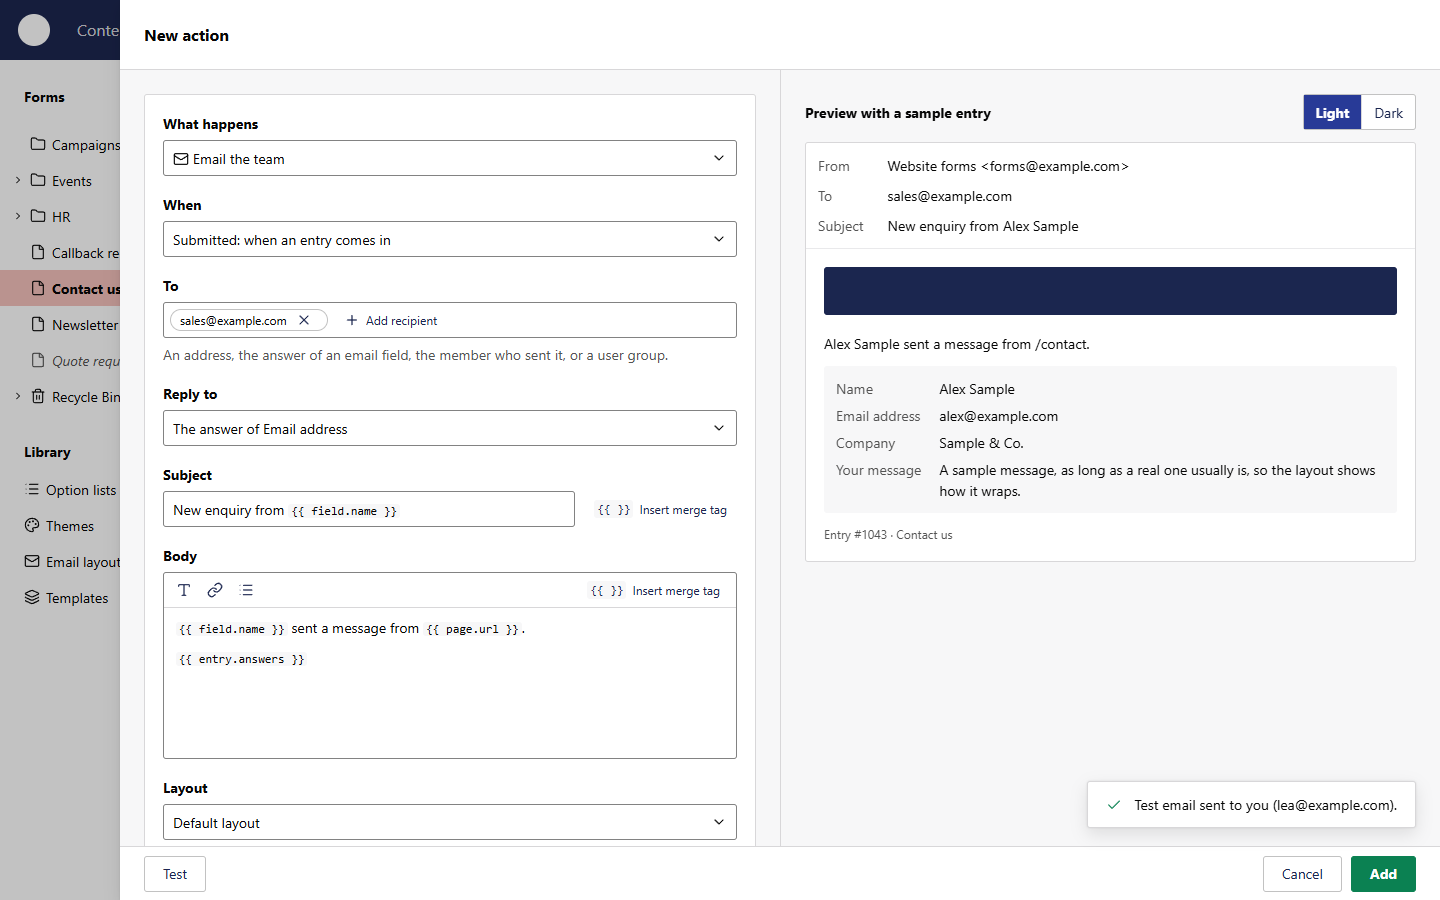 Conte
New action
Forms
Campaigns
Events
HR
Callback re
Contact us
Newsletter
Quote requ
Recycle Bin
Library
Option lists
Themes
Email layout
Templates
What happens
Email the team
When
Submitted: when an entry comes in
To
sales@example.com
Add recipient
An address, the answer of an email field, the member who sent it, or a user group.
Reply to
The answer of Email address
Subject
New enquiry from {{ field.name }}
{{ }} Insert merge tag
Body
{{ }} Insert merge tag
{{ field.name }} sent a message from {{ page.url }}.
{{ entry.answers }}
Layout
Default layout
Preview with a sample entry
Light
Dark
From Website forms <forms@example.com>
To sales@example.com
Subject New enquiry from Alex Sample
Alex Sample sent a message from /contact.
Name Alex Sample
Email address alex@example.com
Company Sample & Co.
Your message A sample message, as long as a real one usually is, so the layout shows
how it wraps.
Entry #1043 · Contact us
Test email sent to you (lea@example.com).
Test
Cancel
Add